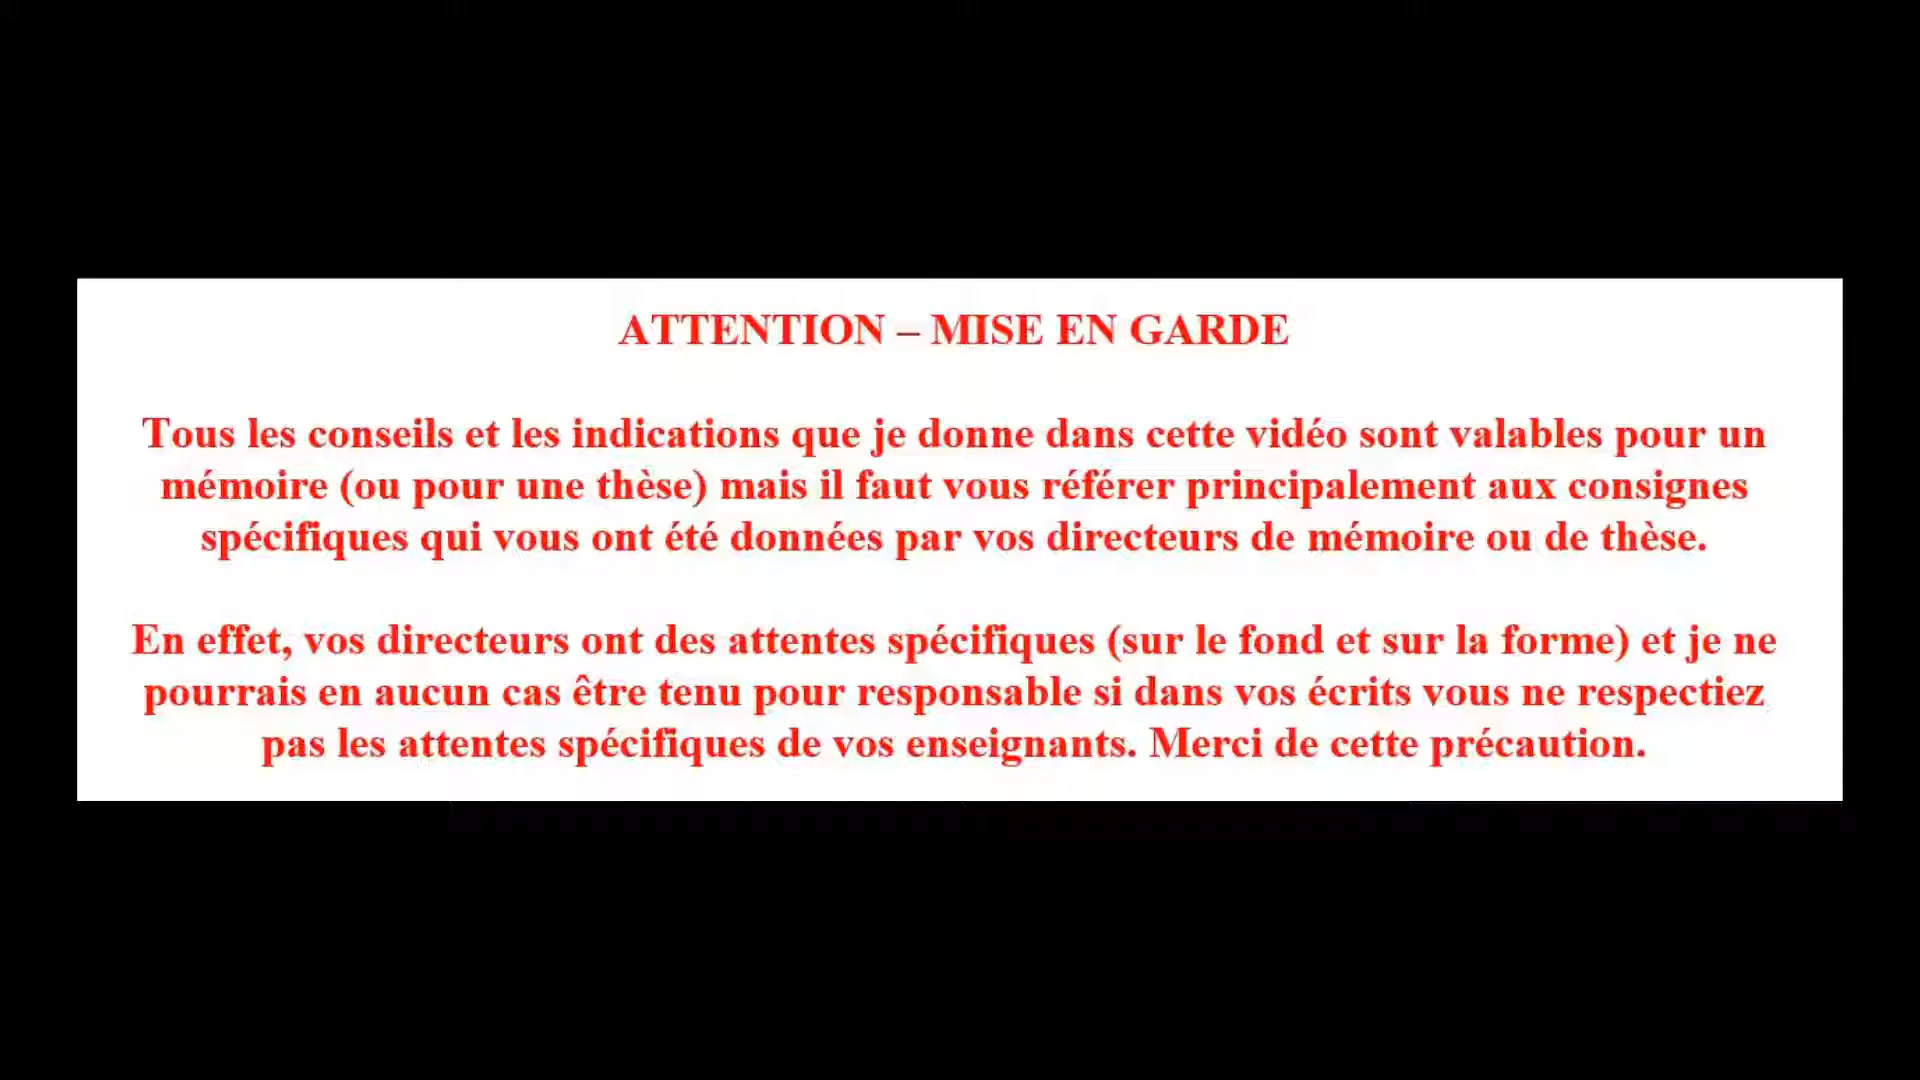 ATTENTION – MISE EN GARDE
Tous les conseils et les indications que je donne dans cette vidéo sont valables pour un
mémoire (ou pour une thèse) mais il faut vous référer principalement aux consignes
spécifiques qui vous ont été données par vos directeurs de mémoire ou de thèse.
En effet, vos directeurs ont des attentes spécifiques (sur le fond et sur la forme) et je ne
pourrais en aucun cas être tenu pour responsable si dans vos écrits vous ne respectiez
pas les attentes spécifiques de vos enseignants. Merci de cette précaution.